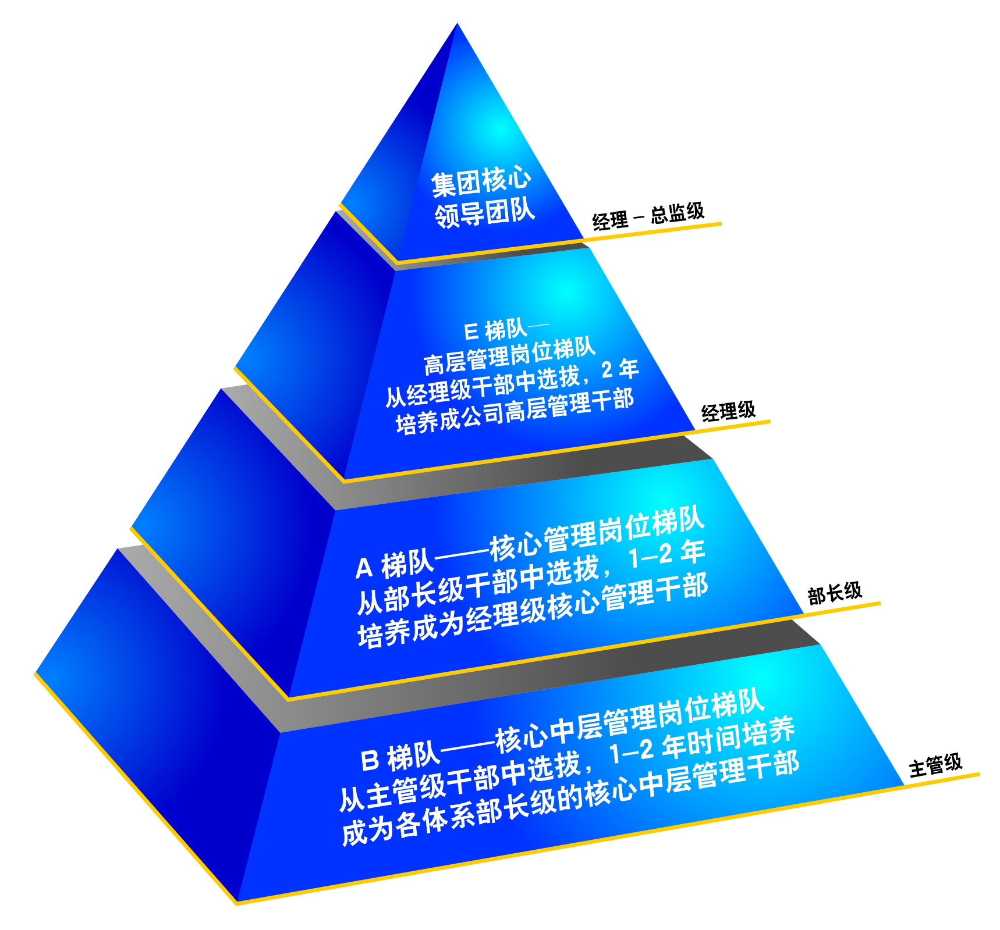 集团核心
领导团队
经理 – 总监级
E 梯队—
高层管理岗位梯队
从经理级干部中选拔，2 年
培养成公司高层管理干部
经理级
A 梯队——核心管理岗位梯队
从部长级干部中选拔，1–2 年
培养成为经理级核心管理干部
部长级
B 梯队——核心中层管理岗位梯队
从主管级干部中选拔，1–2 年时间培养
成为各体系部长级的核心中层管理干部
主管级